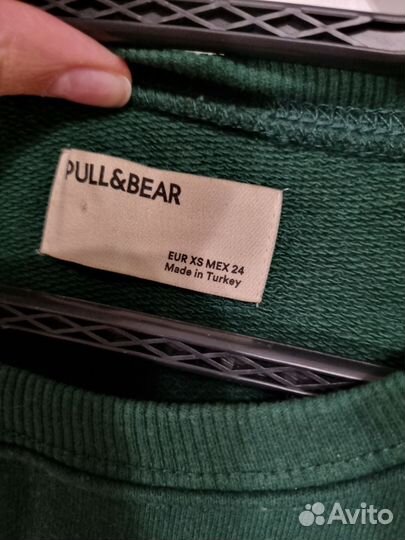 PULL&BEAR
EUR XS MEX 24
Made in Turkey
Avito